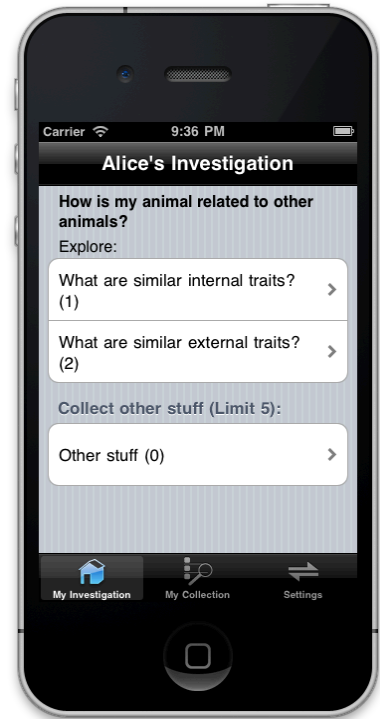 Carrier 9:36 PM
Alice's Investigation
How is my animal related to other
animals?
Explore:
What are similar internal traits?
(1)
What are similar external traits?
(2)
Collect other stuff (Limit 5):
Other stuff (0)
My Investigation My Collection Settings